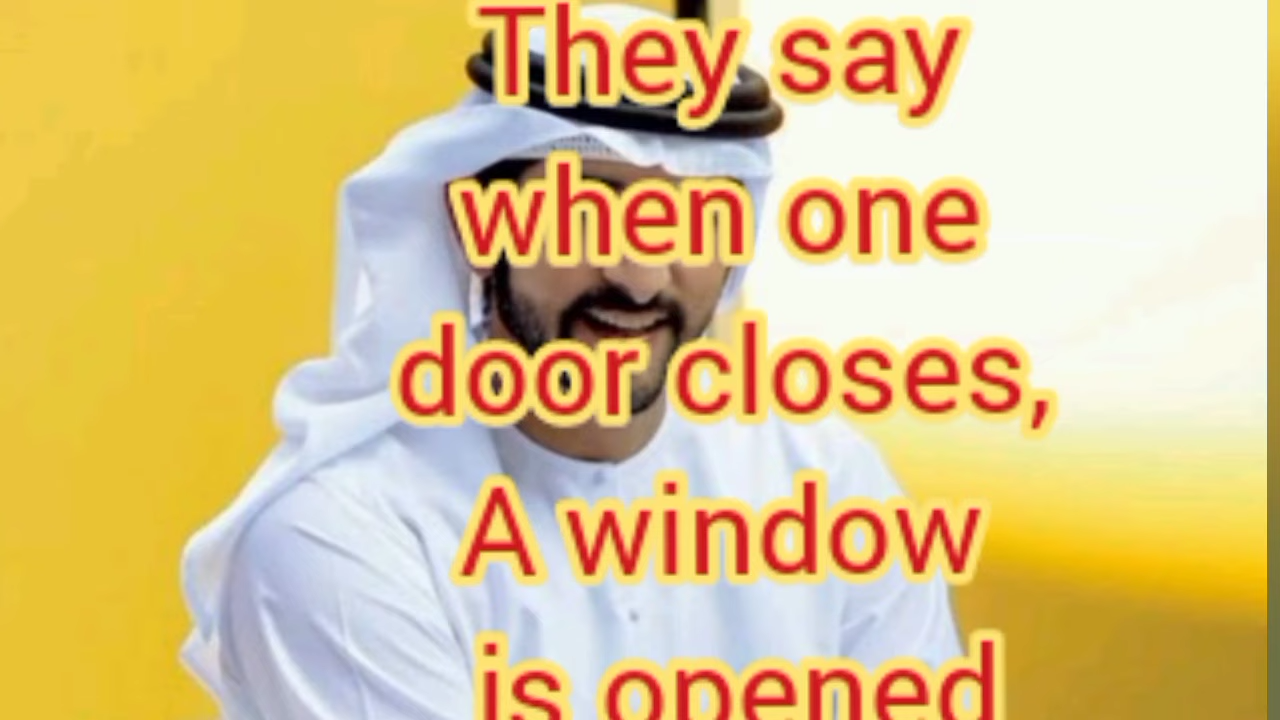 They say
when one
door closes,
A window
is opened